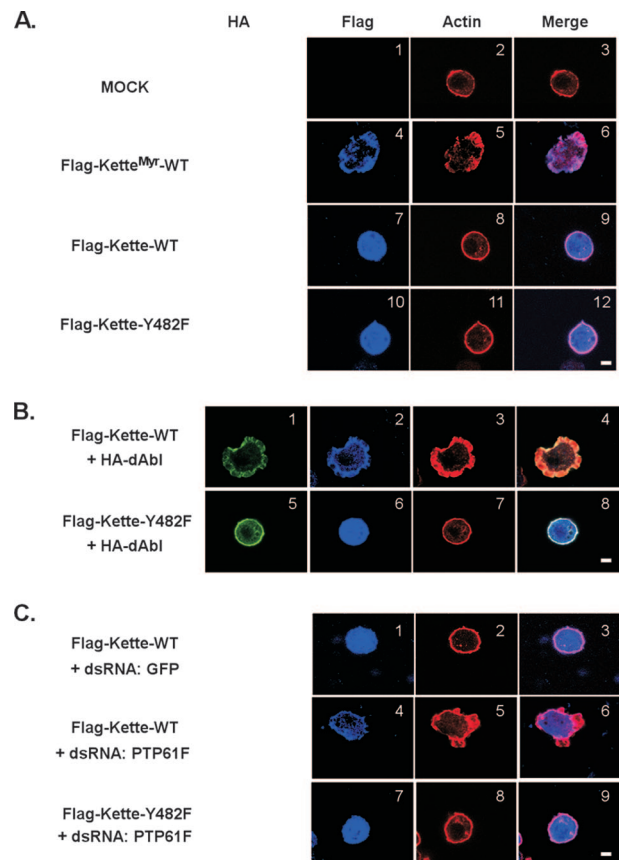 A.
HA Flag Actin Merge
MOCK
1 2 3
Flag-Kette^Myr-WT
4 5 6
Flag-Kette-WT
7 8 9
Flag-Kette-Y482F
10 11 12
B.
Flag-Kette-WT
+ HA-dAbl
1 2 3 4
Flag-Kette-Y482F
+ HA-dAbl
5 6 7 8
C.
Flag-Kette-WT
+ dsRNA: GFP
1 2 3
Flag-Kette-WT
+ dsRNA: PTP61F
4 5 6
Flag-Kette-Y482F
+ dsRNA: PTP61F
7 8 9